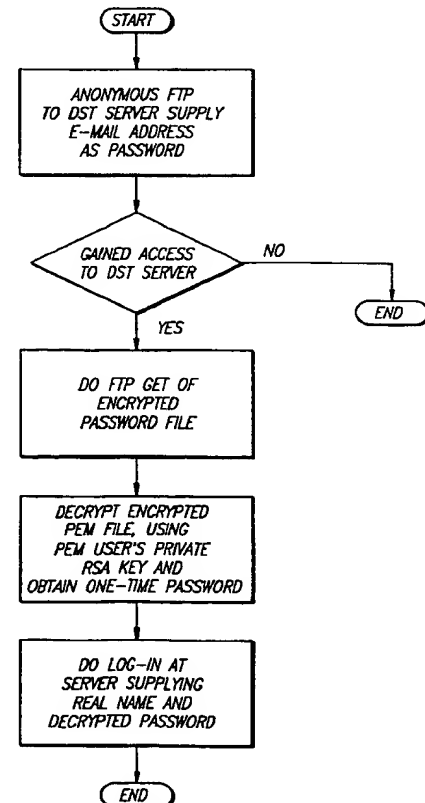 START
ANONYMOUS FTP
TO DST SERVER SUPPLY
E-MAIL ADDRESS
AS PASSWORD
GAINED ACCESS
TO DST SERVER
NO
END
YES
DO FTP GET OF
ENCRYPTED
PASSWORD FILE
DECRYPT ENCRYPTED
PEM FILE, USING
PEM USER'S PRIVATE
RSA KEY AND
OBTAIN ONE-TIME PASSWORD
DO LOG-IN AT
SERVER SUPPLYING
REAL NAME AND
DECRYPTED PASSWORD
END